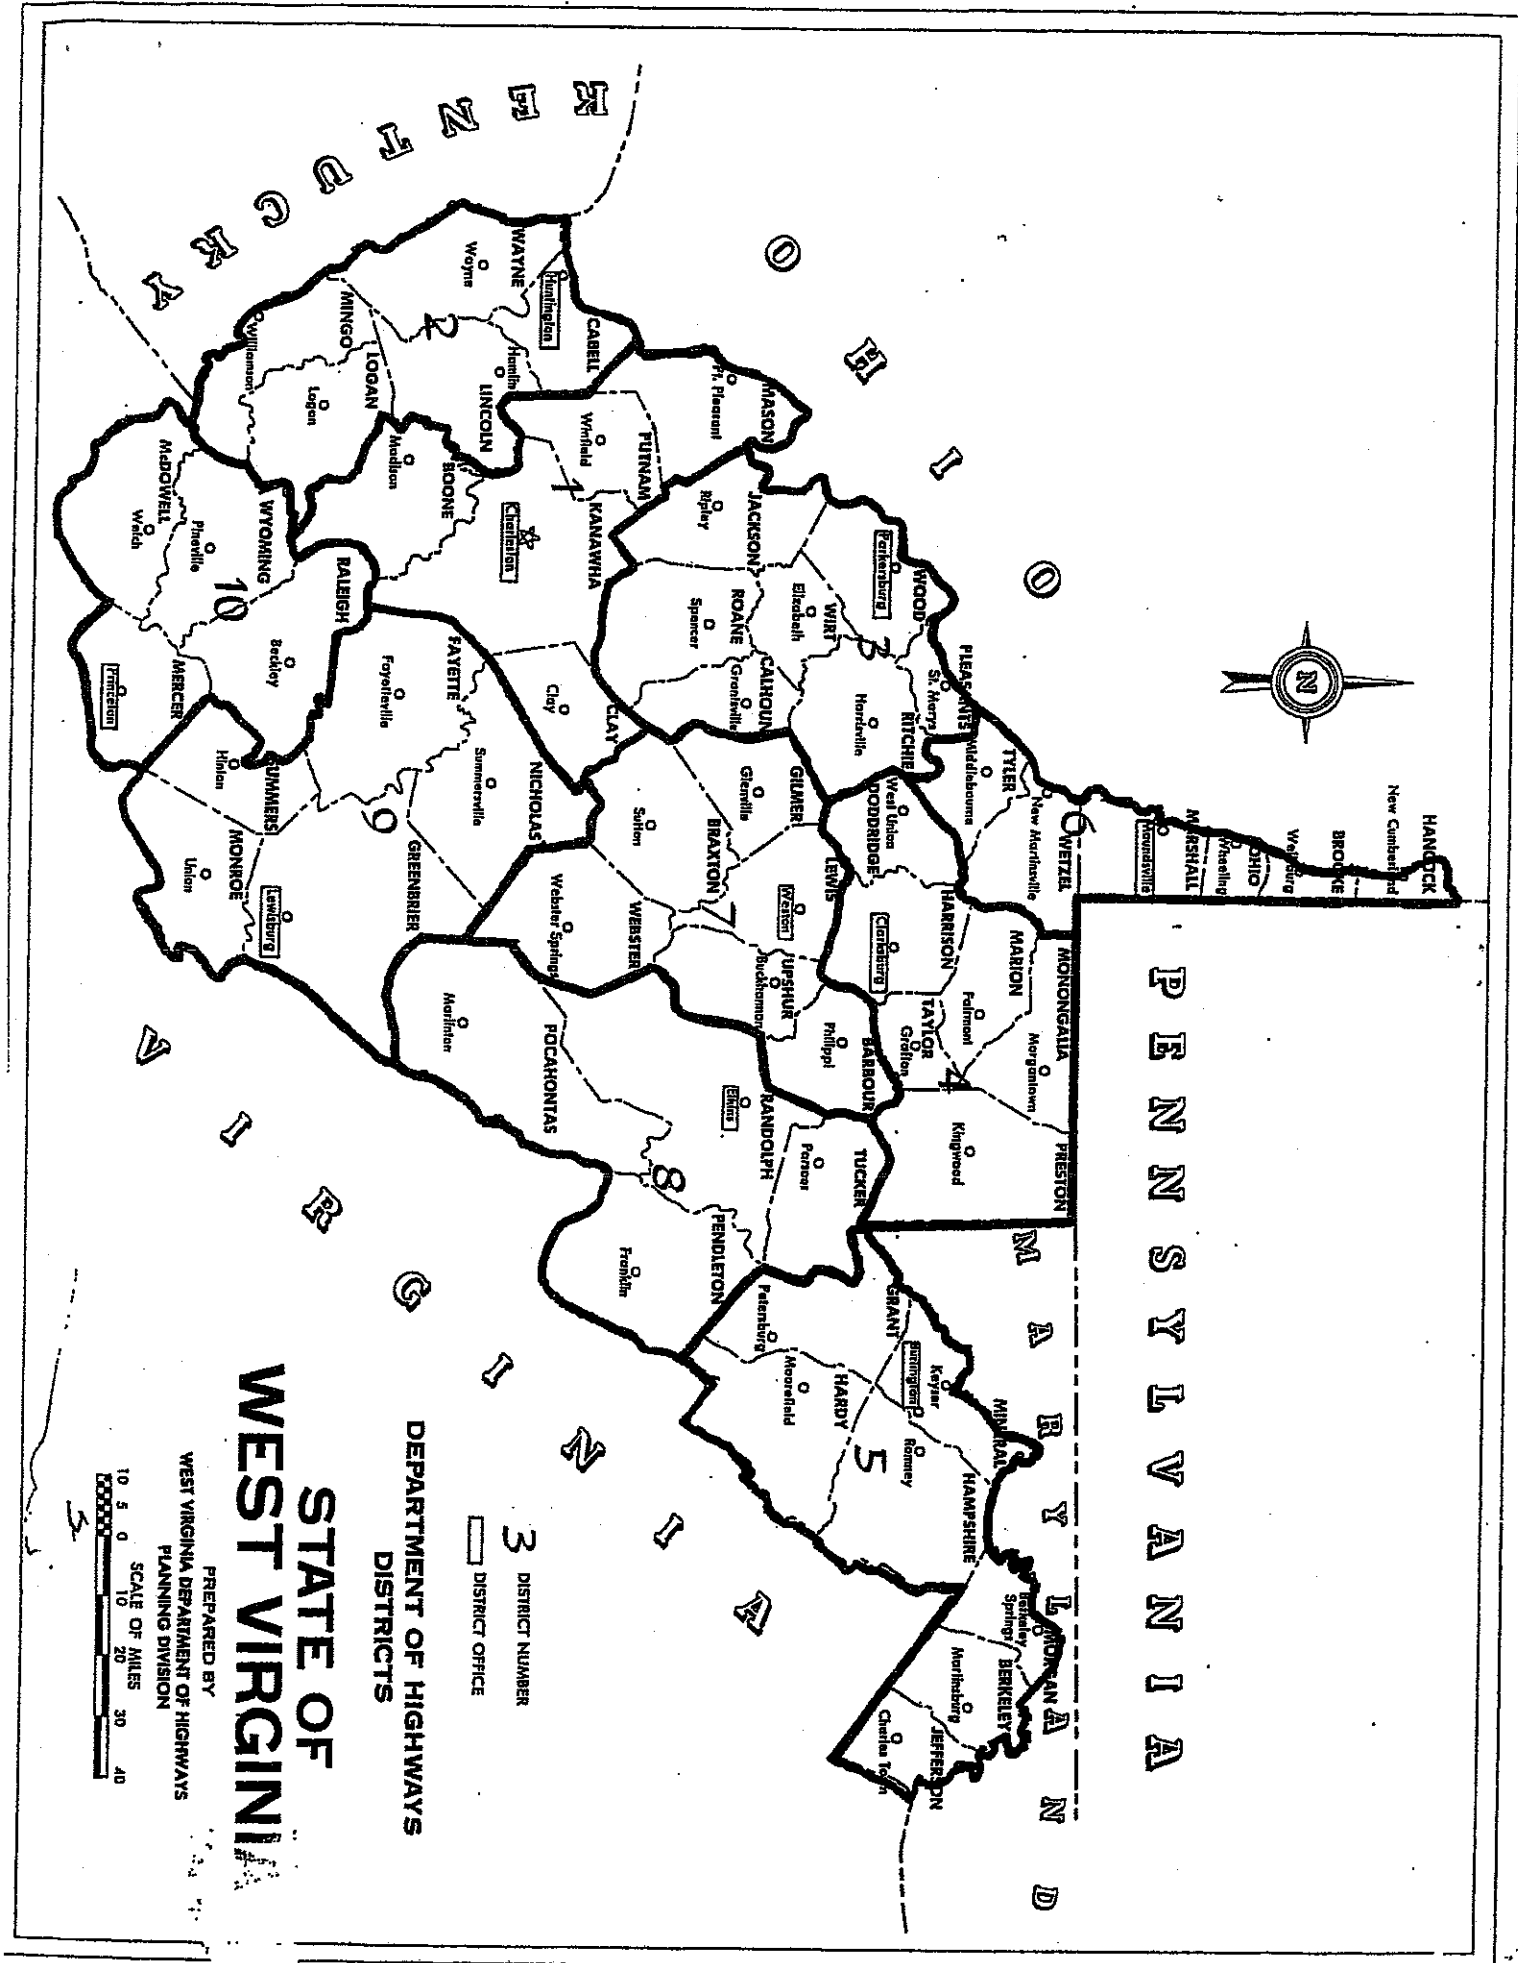 KENTUCKY
OHIO
PENNSYLVANIA
MARYLAND
VIRGINIA
N
HANCOCK
New Cumberland
BROOKE
Wellsburg
OHIO
Wheeling
MARSHALL
Moundsville
WETZEL
6
New Martinsville
TYLER
Middlebourne
PLEASANTS
St. Marys
WOOD
Parkersburg
RITCHIE
Harrisville
3
WIRT
Elizabeth
CALHOUN
Grantsville
ROANE
Spencer
JACKSON
Ripley
MASON
Pt. Pleasant
PUTNAM
Winfield
1
KANAWHA
Charleston
CLAY
Clay
BOONE
Madison
CABELL
Huntington
WAYNE
Wayne
2
LINCOLN
Hamlin
LOGAN
Logan
MINGO
Williamson
WYOMING
Pineville
McDOWELL
Welch
10
RALEIGH
Beckley
MERCER
Princeton
FAYETTE
Fayetteville
NICHOLAS
Summersville
9
SUMMERS
Hinton
MONROE
Union
GREENBRIER
Lewisburg
DODDRIDGE
West Union
HARRISON
Clarksburg
MARION
Fairmont
MONONGALIA
Morgantown
TAYLOR
Grafton
4
PRESTON
Kingwood
GILMER
Glenville
BRAXTON
Sutton
LEWIS
Weston
7
UPSHUR
Buckhannon
BARBOUR
Philippi
WEBSTER
Webster Springs
POCAHONTAS
Marlinton
RANDOLPH
Elkins
8
TUCKER
Parsons
PENDLETON
Franklin
GRANT
Petersburg
HARDY
Moorefield
5
MINERAL
Keyser
Burlington
HAMPSHIRE
Romney
MORGAN
Berkeley
Springs
BERKELEY
Martinsburg
JEFFERSON
Charles Town
3 DISTRICT NUMBER
DISTRICT OFFICE
DEPARTMENT OF HIGHWAYS
DISTRICTS
STATE OF
WEST VIRGINIA
PREPARED BY
WEST VIRGINIA DEPARTMENT OF HIGHWAYS
PLANNING DIVISION
SCALE OF MILES
10 5 0 10 20 30 40